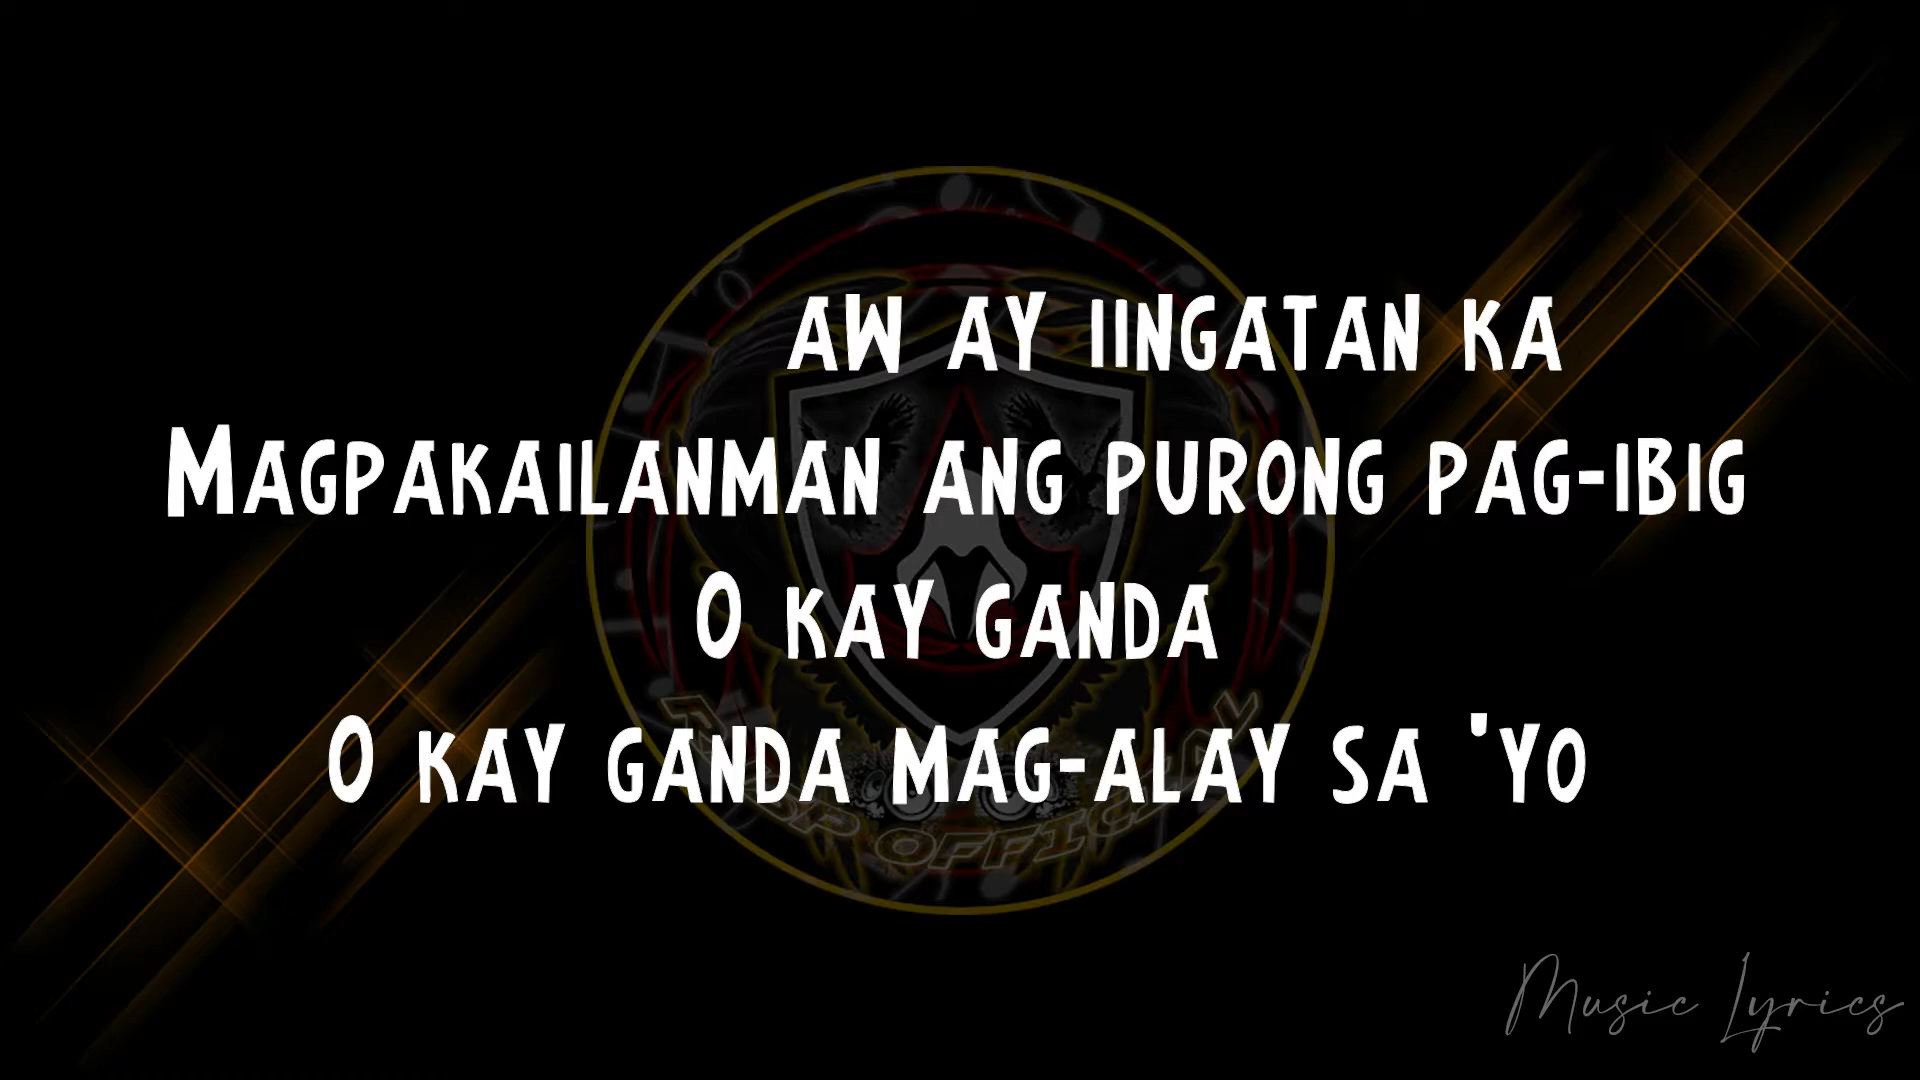 aw ay iingatan ka
Magpakailanman ang purong pag-ibig
O kay ganda
O kay ganda mag-alay sa 'yo
OFFICIAL
Music Lyrics